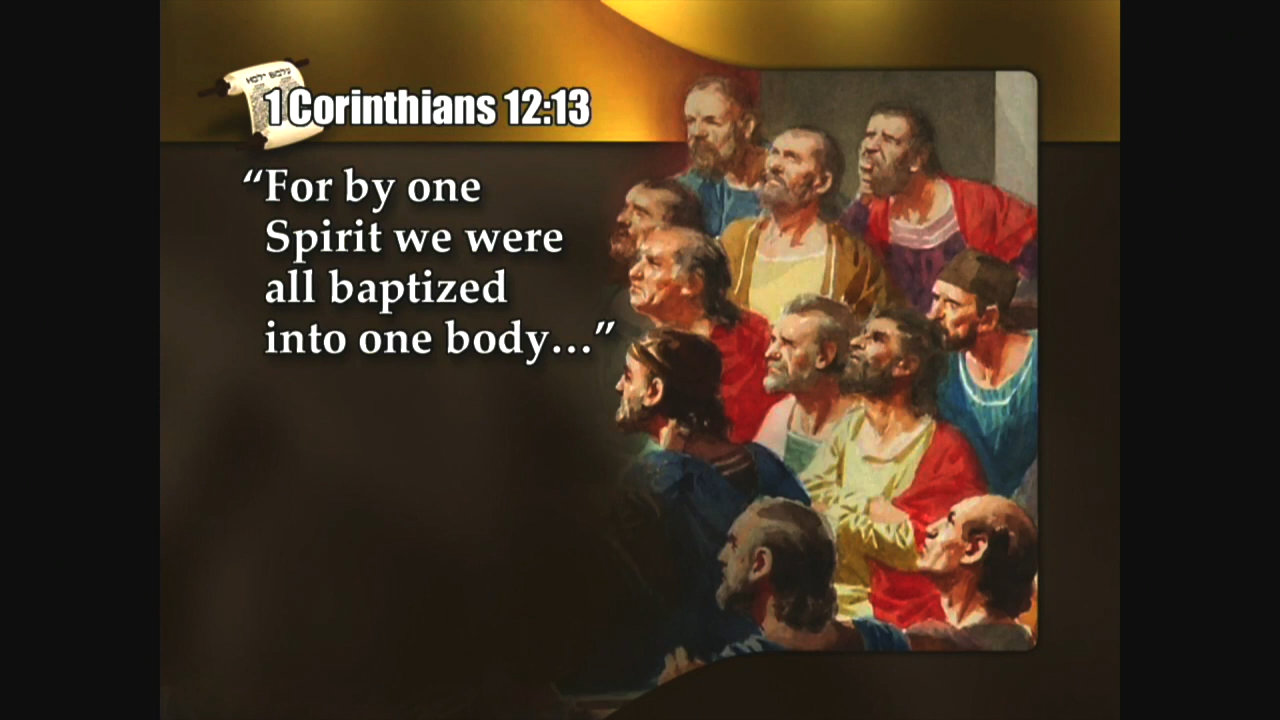 1 Corinthians 12:13
“For by one
Spirit we were
all baptized
into one body...”